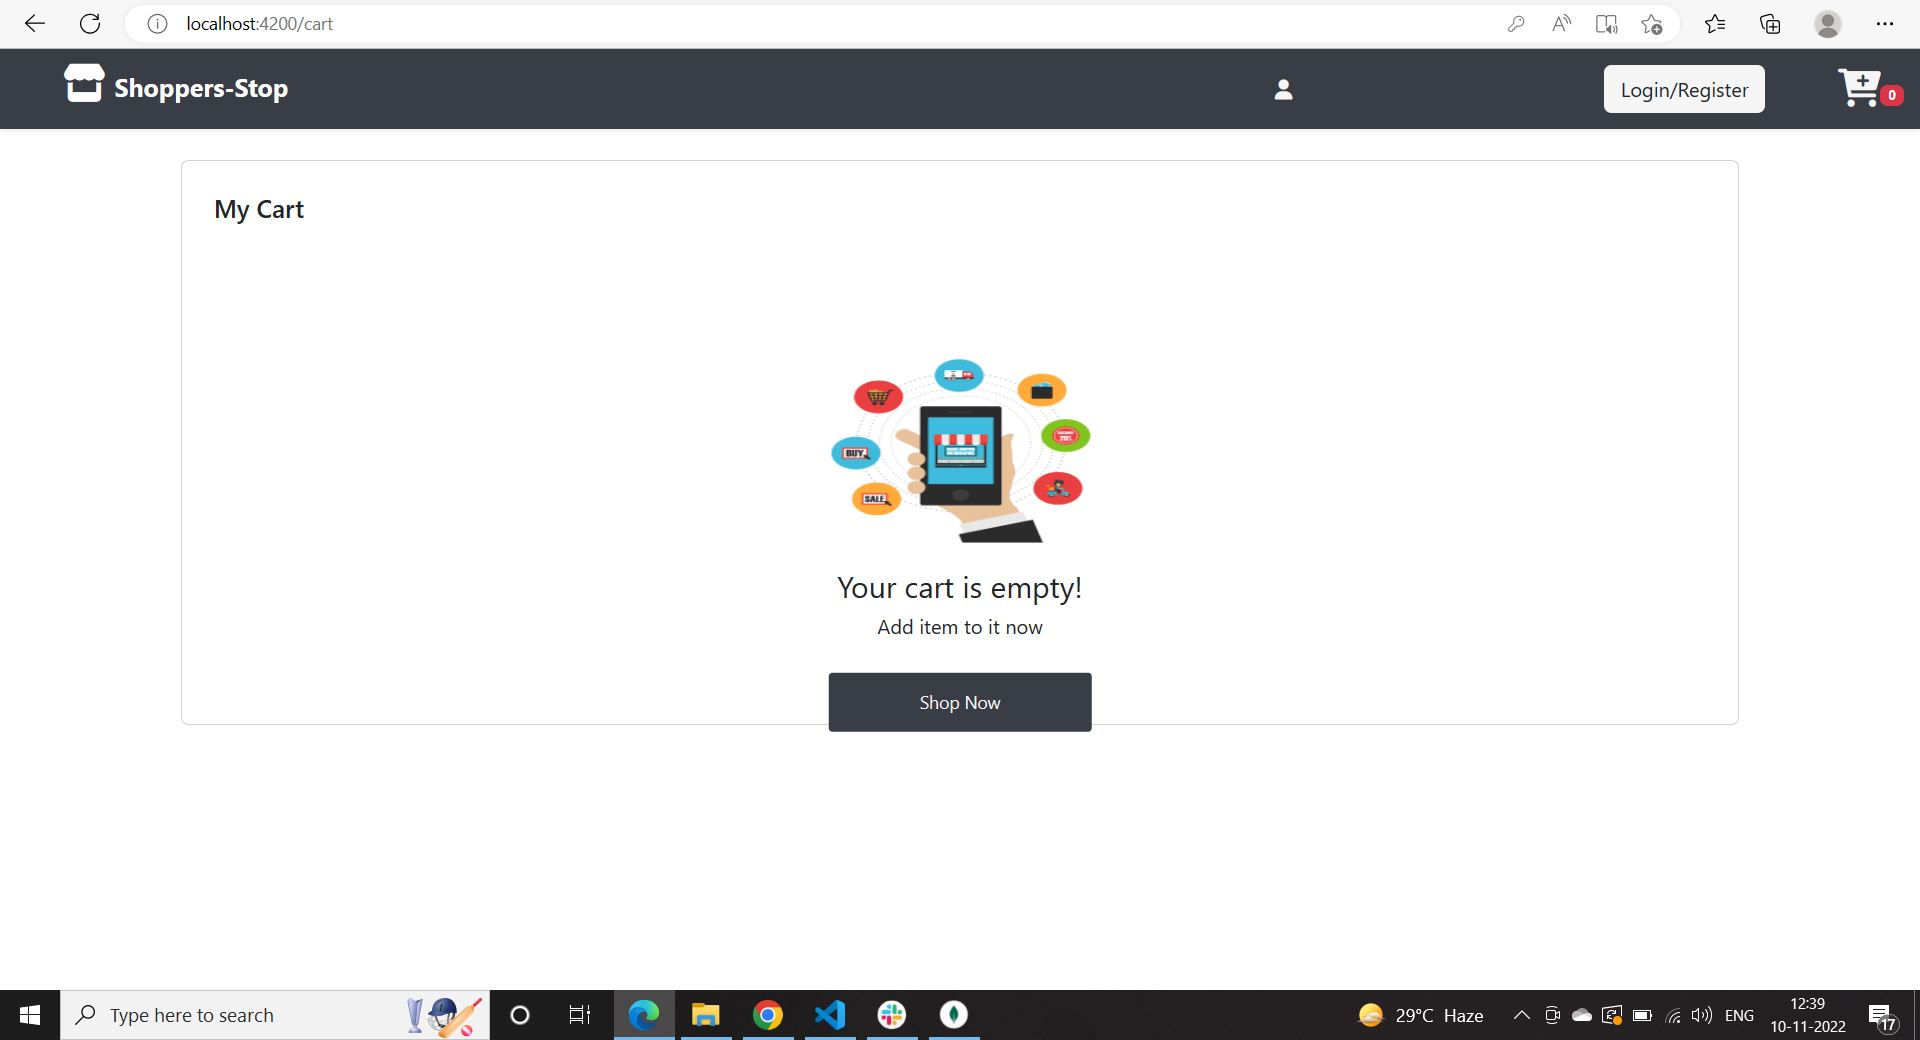 localhost:4200/cart
Shoppers-Stop
Login/Register
0
My Cart
BUY
SALE
Your cart is empty!
Add item to it now
Shop Now
Type here to search
29°C Haze
ENG
12:39
10-11-2022
17